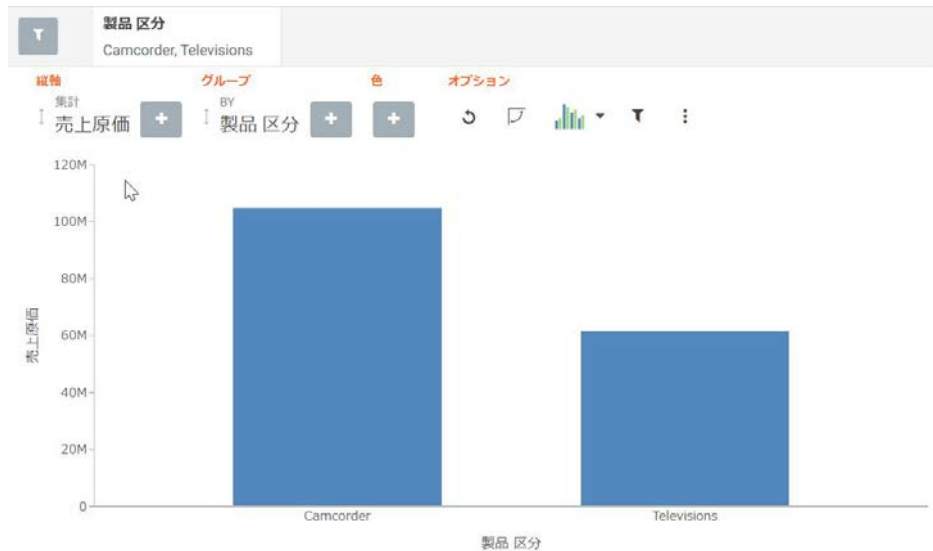 製品 区分
Camcorder, Televisions
縦軸 グループ 色 オプション
集計 BY
売上原価 + 製品 区分 + +
120M
100M
80M
60M
40M
20M
0
売上原価
Camcorder Televisions
製品 区分